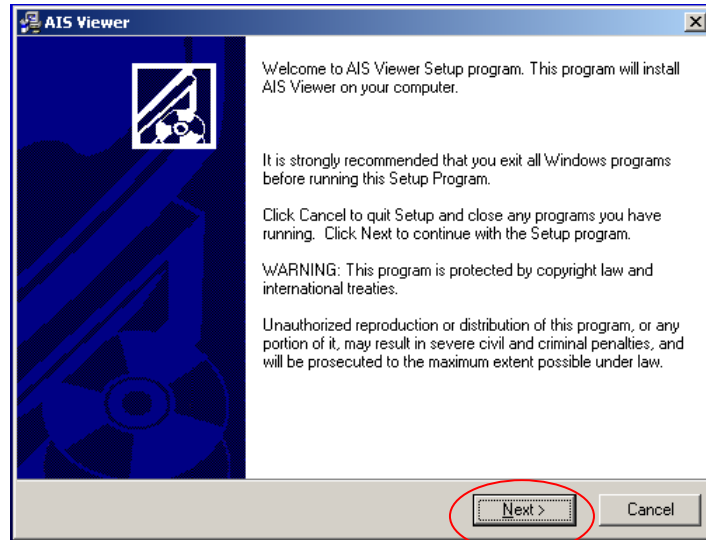 AIS Viewer
Welcome to AIS Viewer Setup program. This program will install
AIS Viewer on your computer.
It is strongly recommended that you exit all Windows programs
before running this Setup Program.
Click Cancel to quit Setup and close any programs you have
running. Click Next to continue with the Setup program.
WARNING: This program is protected by copyright law and
international treaties.
Unauthorized reproduction or distribution of this program, or any
portion of it, may result in severe civil and criminal penalties, and
will be prosecuted to the maximum extent possible under law.
Next >
Cancel